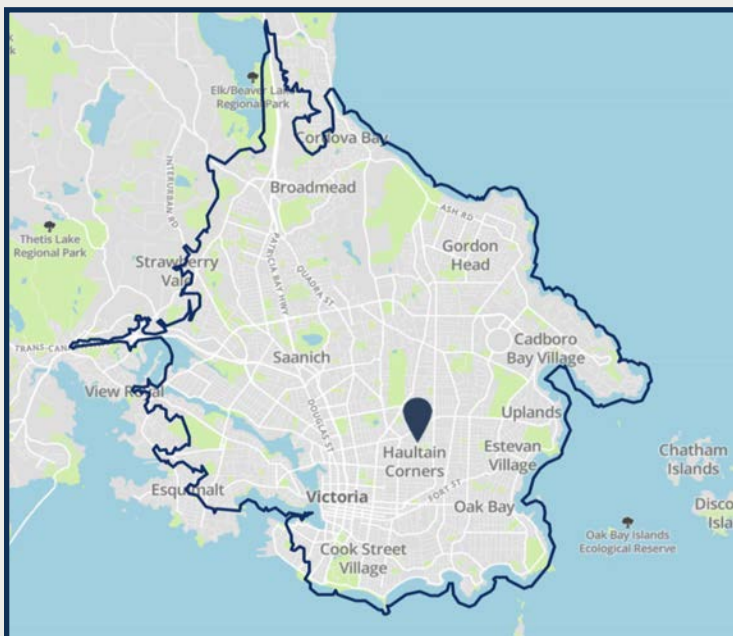 Elk/Beaver Lake
Regional Park
Cordova Bay
INTERURBAN RD
Broadmead
ASH RD
Thetis Lake
Regional Park
PATRICIA BAY HWY
Gordon
Head
Strawberry
Vale
QUADRA ST
TRANS-CAN
Saanich
Cadboro
Bay Village
View Royal
DOUGLAS ST
Uplands
Haultain
Corners
Estevan
Village
Chatham
Islands
Esquimalt
Victoria
FORT ST
Oak Bay
Disco
Isla
Oak Bay Islands
Ecological Reserve
Cook Street
Village